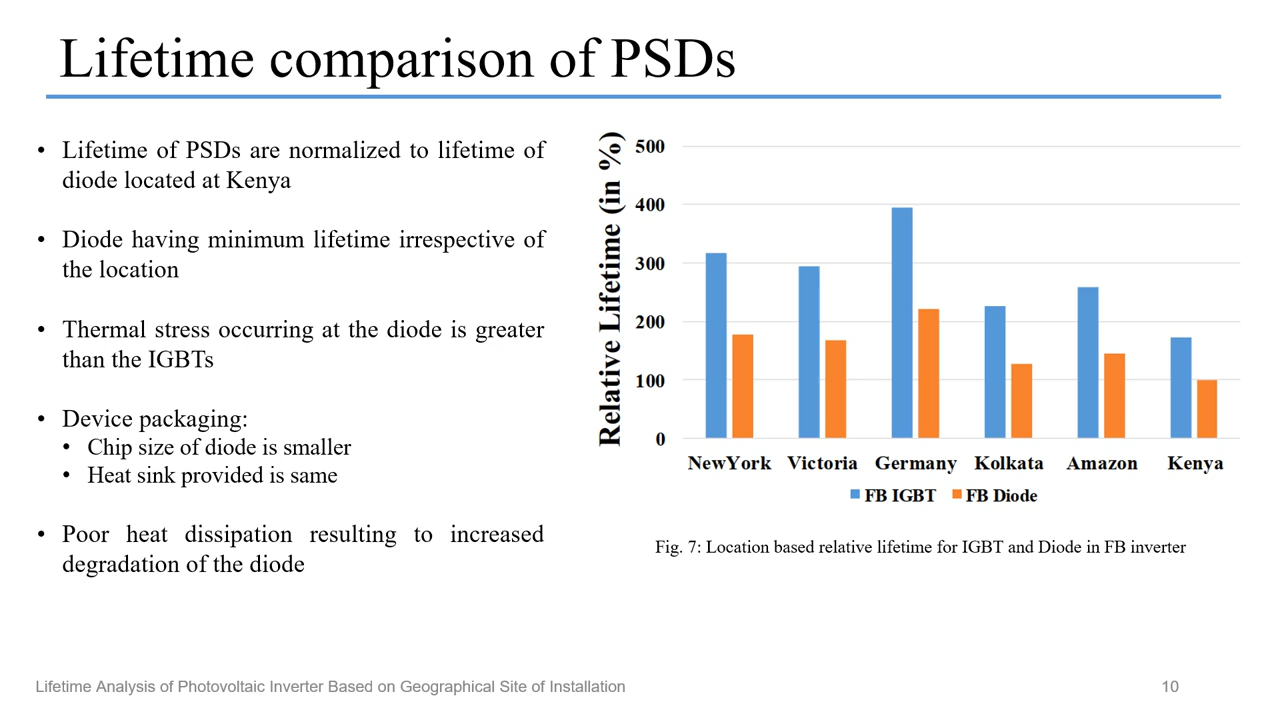 Lifetime comparison of PSDs
• Lifetime of PSDs are normalized to lifetime of
diode located at Kenya
• Diode having minimum lifetime irrespective of
the location
• Thermal stress occurring at the diode is greater
than the IGBTs
• Device packaging:
• Chip size of diode is smaller
• Heat sink provided is same
• Poor heat dissipation resulting to increased
degradation of the diode
Relative Lifetime (in %)
500
400
300
200
100
0
NewYork Victoria Germany Kolkata Amazon Kenya
FB IGBT FB Diode
Fig. 7: Location based relative lifetime for IGBT and Diode in FB inverter
Lifetime Analysis of Photovoltaic Inverter Based on Geographical Site of Installation
10